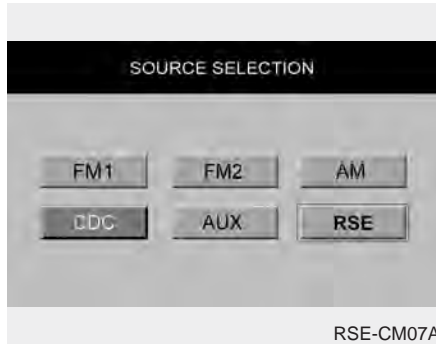 SOURCE SELECTION
FM1 FM2 AM
CDC AUX RSE
RSE-CM07A